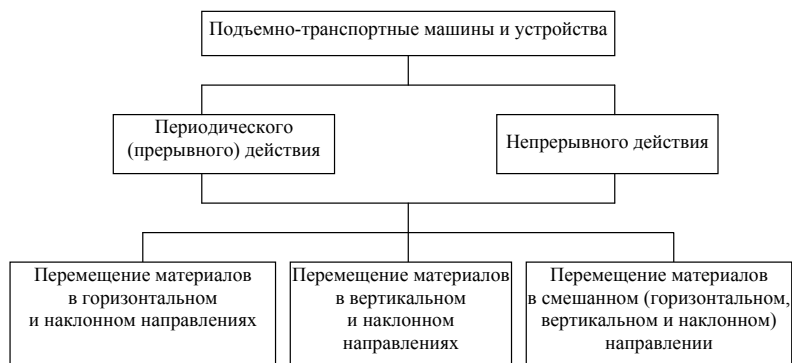 Подъемно-транспортные машины и устройства
Периодического
(прерывного) действия
Непрерывного действия
Перемещение материалов
в горизонтальном
и наклонном направлениях
Перемещение материалов
в вертикальном
и наклонном
направлениях
Перемещение материалов
в смешанном (горизонтальном,
вертикальном и наклонном)
направлении